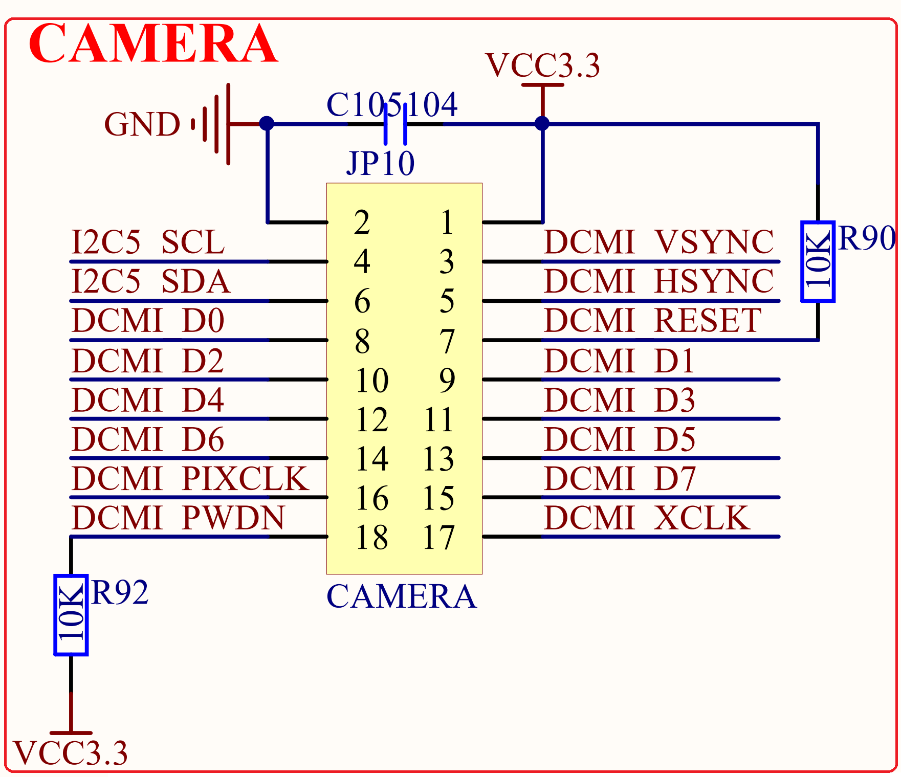 CAMERA
VCC3.3
C105 104
GND
JP10
2 1
I2C5_SCL 4 3 DCMI_VSYNC
R90
10K
I2C5_SDA 6 5 DCMI_HSYNC
DCMI_D0 8 7 DCMI_RESET
DCMI_D2 10 9 DCMI_D1
DCMI_D4 12 11 DCMI_D3
DCMI_D6 14 13 DCMI_D5
DCMI_PIXCLK 16 15 DCMI_D7
DCMI_PWDN 18 17 DCMI_XCLK
R92
10K
CAMERA
VCC3.3